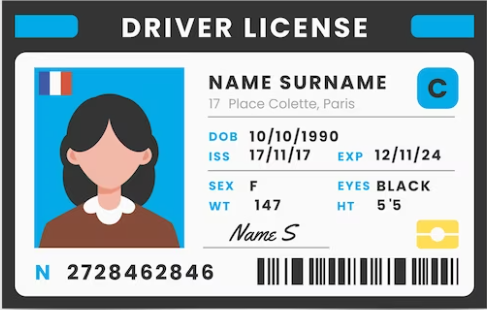 DRIVER LICENSE
NAME SURNAME
17 Place Colette, Paris
C
DOB 10/10/1990
ISS 17/11/17 EXP 12/11/24
SEX F EYES BLACK
WT 147 HT 5'5
Name S
N 2728462846